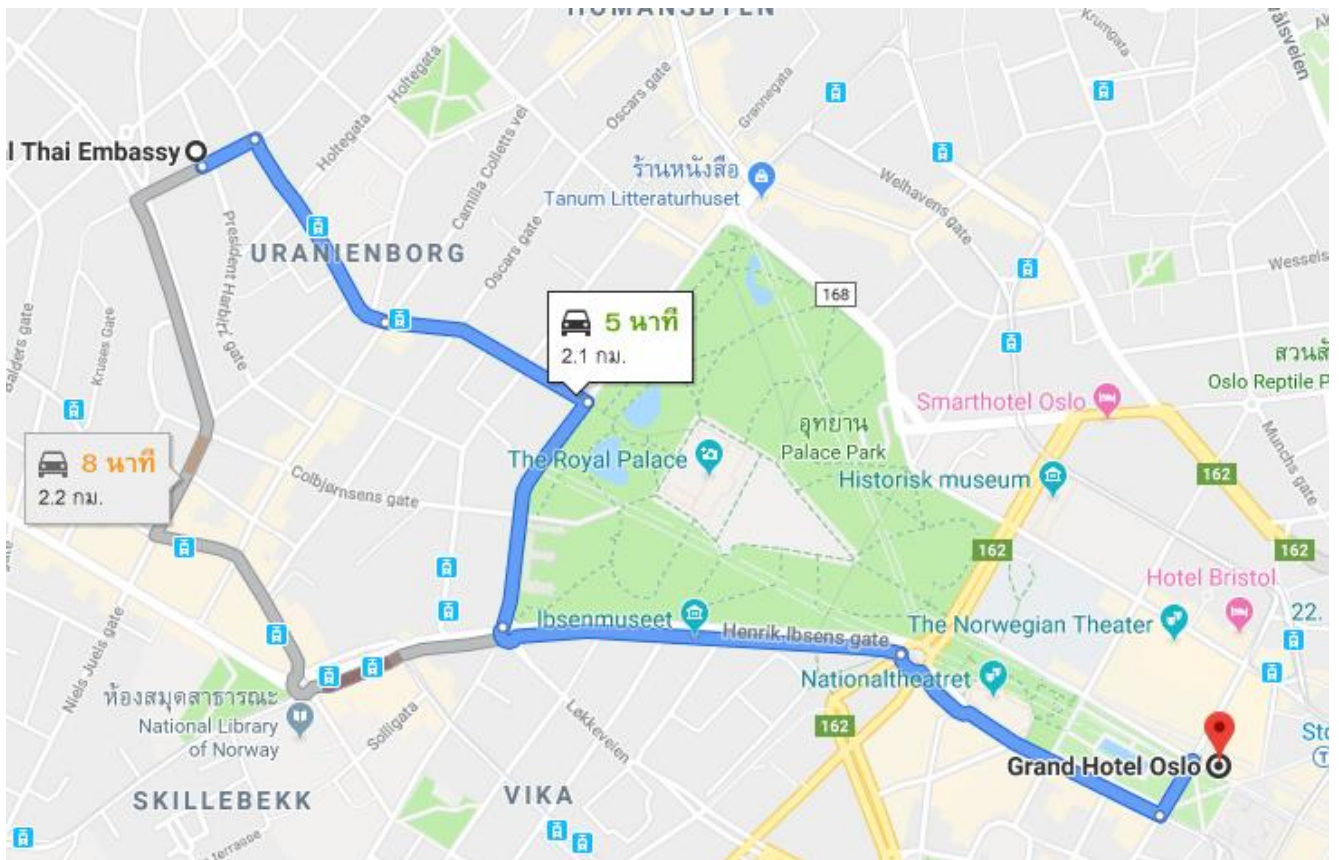 HOMANSBYEN
Krumgata
Holtegata
Oscars gate
Grønnegata
l Thai Embassy
Holtegata
Camilla Colletts vei
ร้านหนังสือ
Tanum Litteraturhuset
Welhavens gate
President Harbitz' gate
URANIENBORG
Oscars gate
Wessels
168
5 นาที
2.1 กม.
Balders gate
Kruses Gate
สวนสั
Oslo Reptile P
Smarthotel Oslo
อุทยาน
Palace Park
The Royal Palace
Munchs gate
8 นาที
2.2 กม.
Colbjørnsens gate
Historisk museum
162
162
162
Hotel Bristol
Ibsenmuseet
Henrik Ibsens gate
The Norwegian Theater
22.
Nationaltheatret
Niels Juels gate
ห้องสมุดสาธารณะ
National Library
of Norway
Solligata
Løkkeveien
162
Sto
Grand Hotel Oslo
SKILLEBEKK
VIKA
terrasse